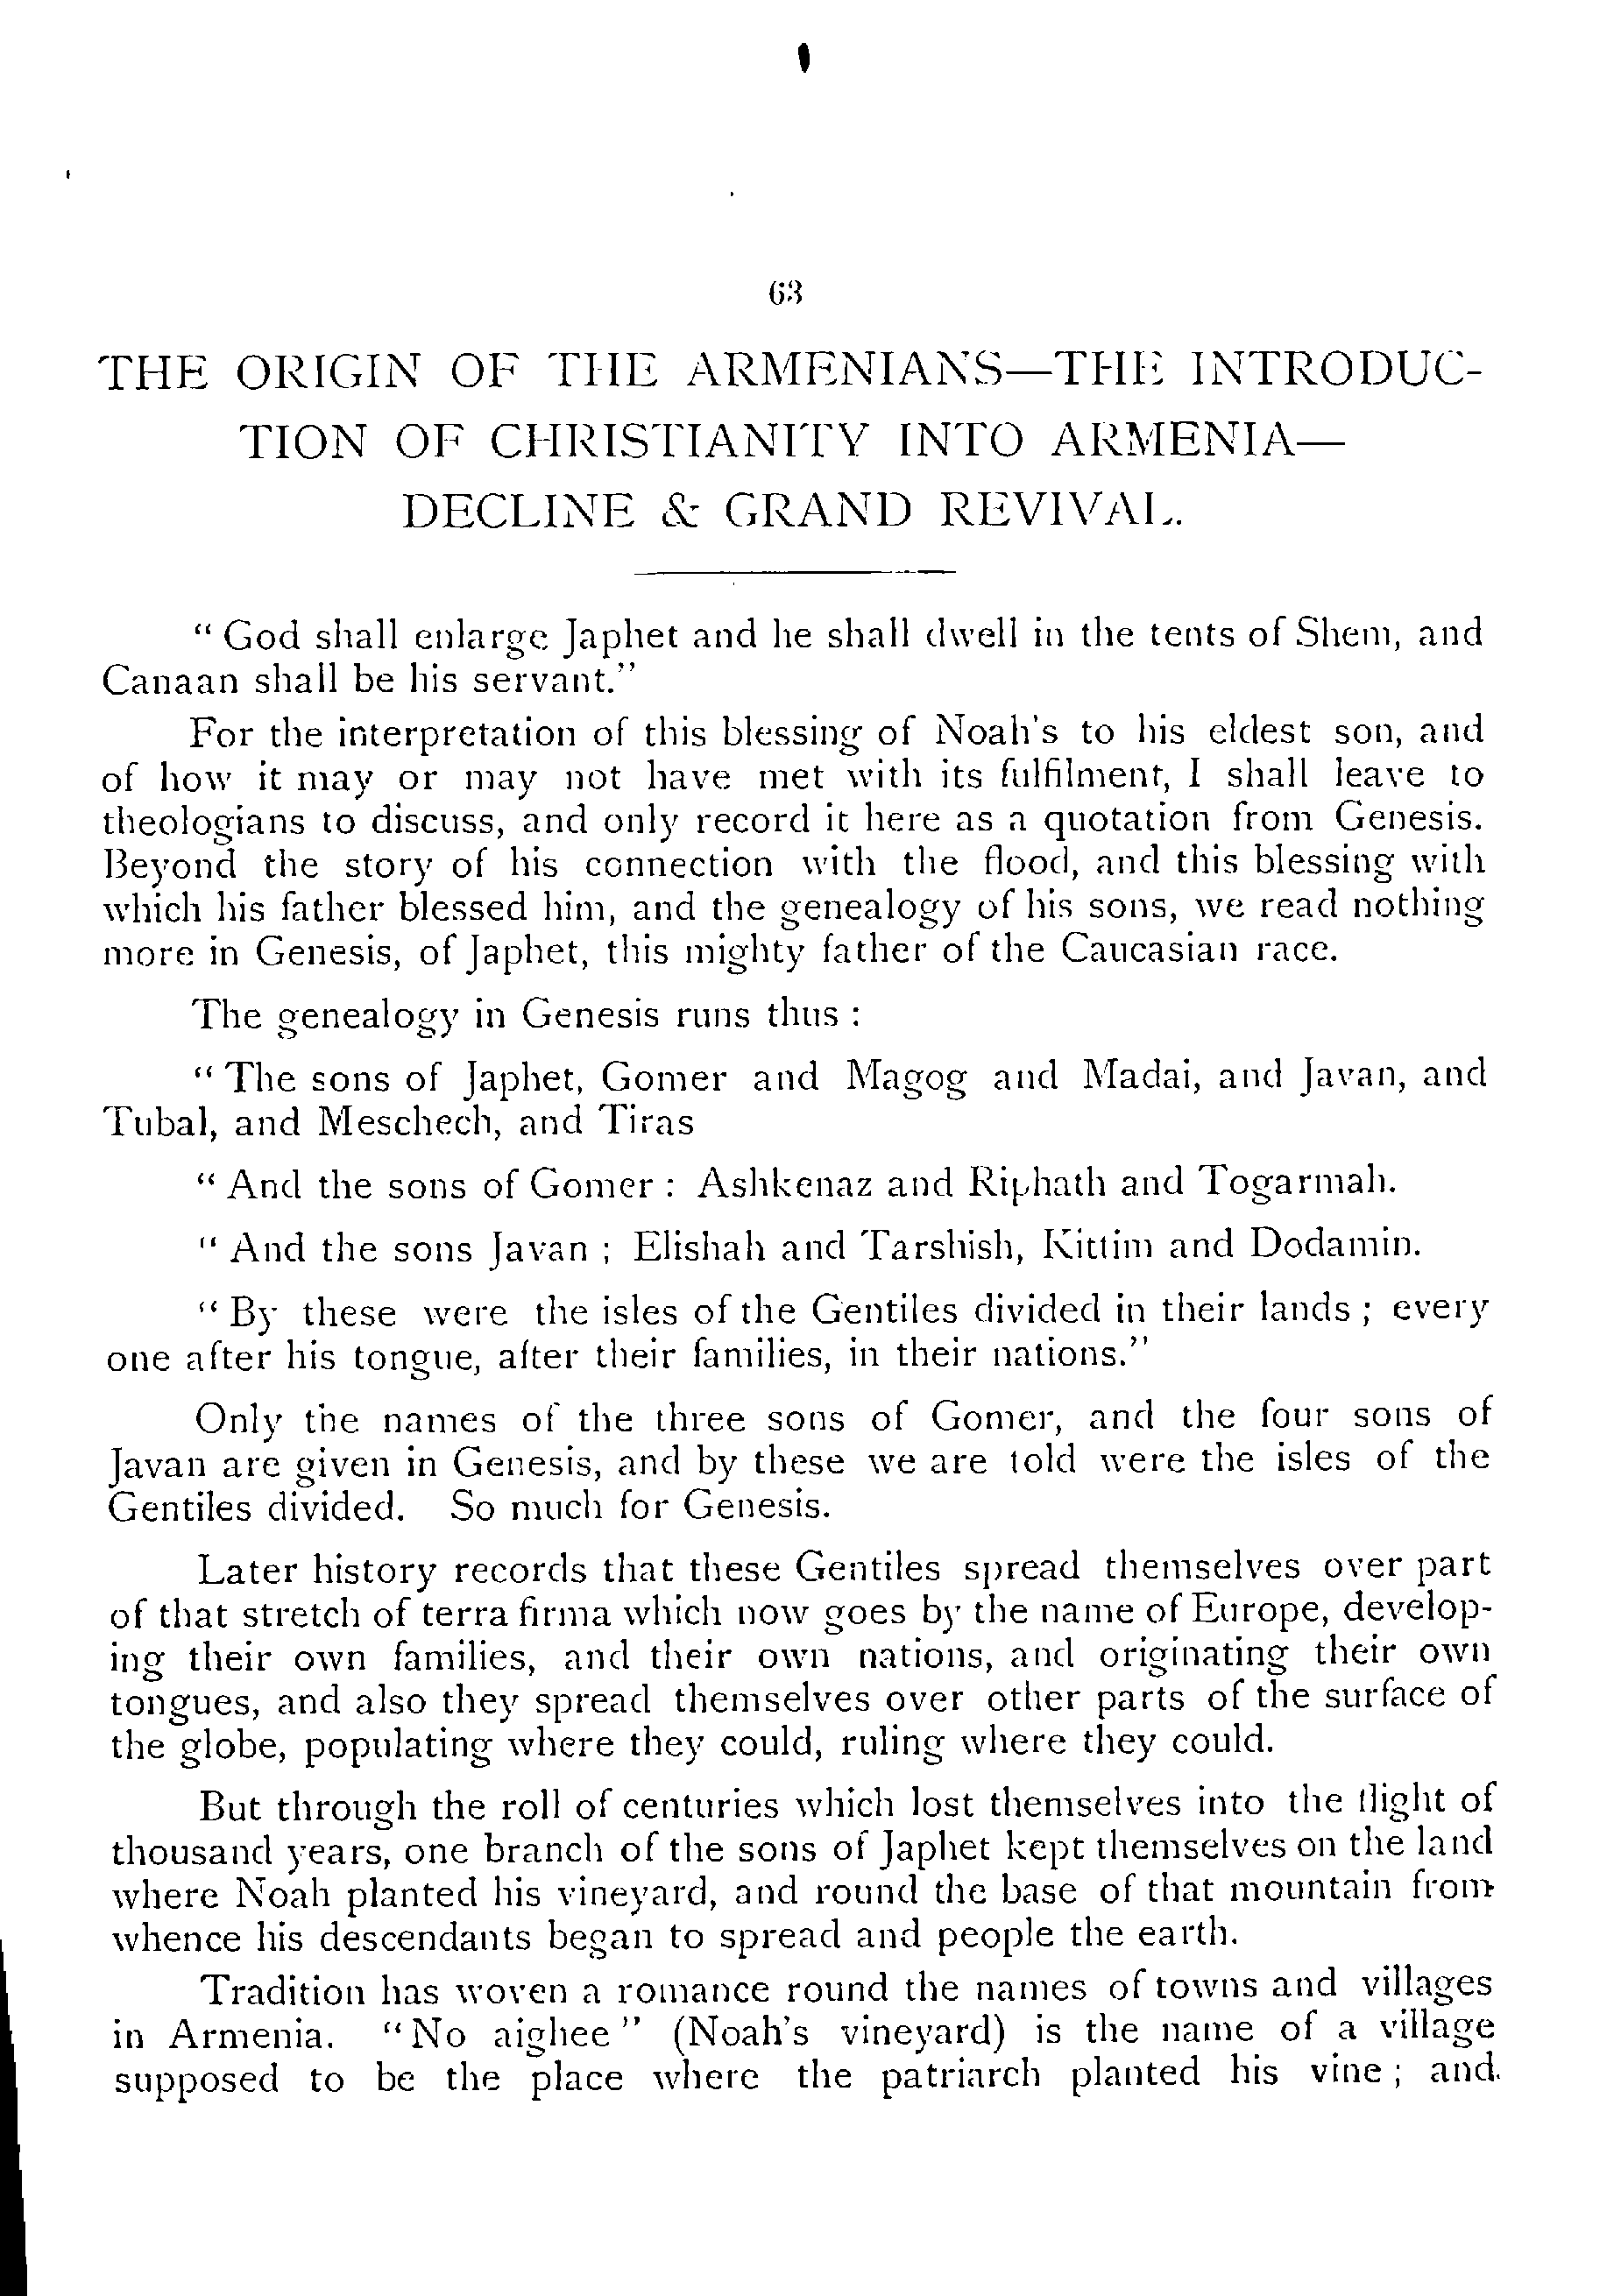 63
THE ORIGIN OF THE ARMENIANS—THE INTRODUC-
TION OF CHRISTIANITY INTO ARMENIA—
DECLINE & GRAND REVIVAL.
“ God shall enlarge Japhet and he shall dwell in the tents of Shem, and
Canaan shall be his servant.”
For the interpretation of this blessing of Noah's to his eldest son, and
of how it may or may not have met with its fulfilment, I shall leave to
theologians to discuss, and only record it here as a quotation from Genesis.
Beyond the story of his connection with the flood, and this blessing with
which his father blessed him, and the genealogy of his sons, we read nothing
more in Genesis, of Japhet, this mighty father of the Caucasian race.
The genealogy in Genesis runs thus :
“ The sons of Japhet, Gomer and Magog and Madai, and Javan, and
Tubal, and Meschech, and Tiras
“ And the sons of Gomer : Ashkenaz and Riphath and Togarmah.
“ And the sons Javan ; Elishah and Tarshish, Kittim and Dodamin.
“ By these were the isles of the Gentiles divided in their lands ; every
one after his tongue, after their families, in their nations.”
Only the names of the three sons of Gomer, and the four sons of
Javan are given in Genesis, and by these we are told were the isles of the
Gentiles divided. So much for Genesis.
Later history records that these Gentiles spread themselves over part
of that stretch of terra firma which now goes by the name of Europe, develop-
ing their own families, and their own nations, and originating their own
tongues, and also they spread themselves over other parts of the surface of
the globe, populating where they could, ruling where they could.
But through the roll of centuries which lost themselves into the flight of
thousand years, one branch of the sons of Japhet kept themselves on the land
where Noah planted his vineyard, and round the base of that mountain from
whence his descendants began to spread and people the earth.
Tradition has woven a romance round the names of towns and villages
in Armenia. “No aighee” (Noah's vineyard) is the name of a village
supposed to be the place where the patriarch planted his vine ; and